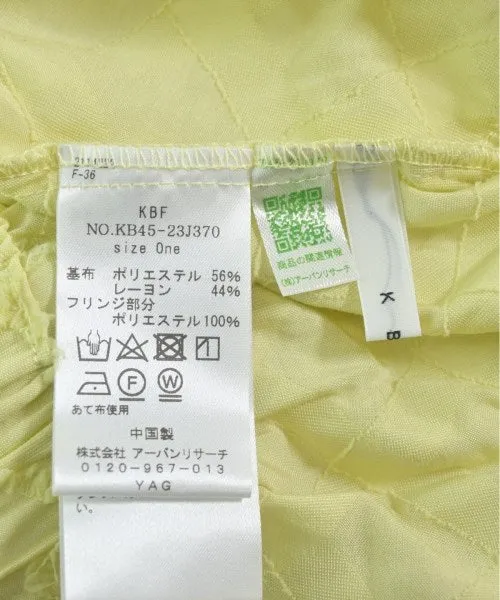 F-36
KBF
NO.KB45-23J370
size One
基布 ポリエステル 56%
レーヨン 44%
フリンジ部分
ポリエステル100%
あて布使用
中国製
株式会社 アーバンリサーチ
0120-967-013
YAG
い。
商品の関連情報
(株)アーバンリサーチ
K B